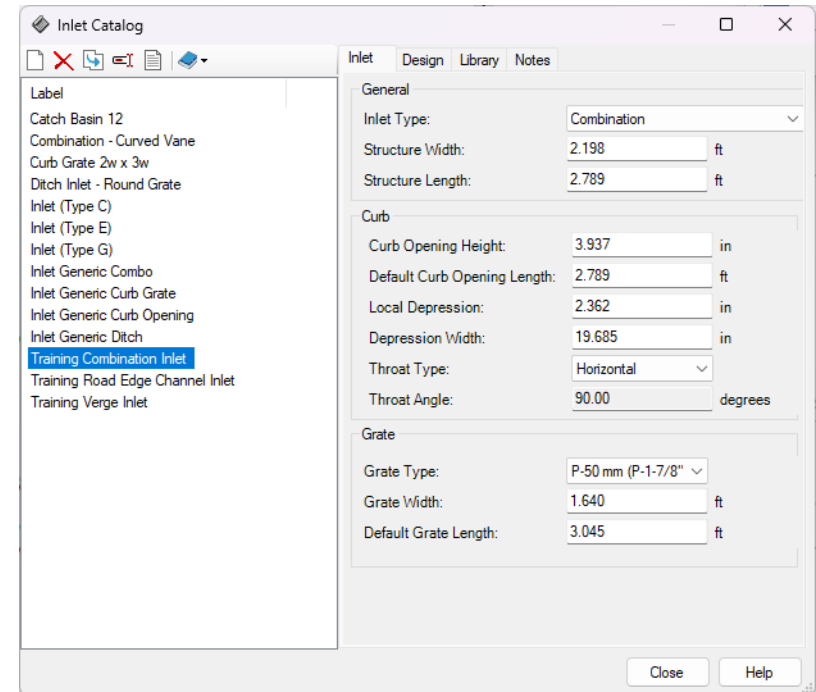 Inlet Catalog
Label
Catch Basin 12
Combination - Curved Vane
Curb Grate 2w x 3w
Ditch Inlet - Round Grate
Inlet (Type C)
Inlet (Type E)
Inlet (Type G)
Inlet Generic Combo
Inlet Generic Curb Grate
Inlet Generic Curb Opening
Inlet Generic Ditch
Training Combination Inlet
Training Road Edge Channel Inlet
Training Verge Inlet
Inlet Design Library Notes
General
Inlet Type: Combination
Structure Width: 2.198 ft
Structure Length: 2.789 ft
Curb
Curb Opening Height: 3.937 in
Default Curb Opening Length: 2.789 ft
Local Depression: 2.362 in
Depression Width: 19.685 in
Throat Type: Horizontal
Throat Angle: 90.00 degrees
Grate
Grate Type: P-50 mm (P-1-7/8"
Grate Width: 1.640 ft
Default Grate Length: 3.045 ft
Close Help